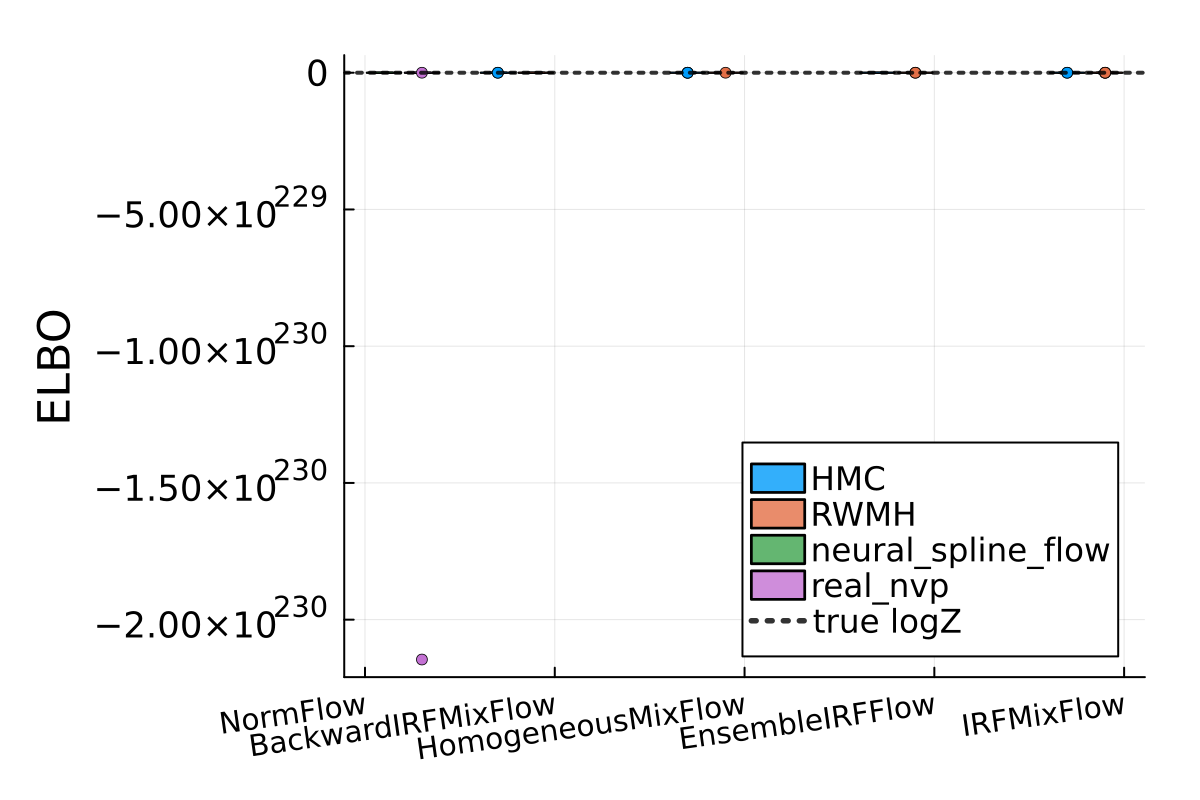 ELBO
0
−5.00×10²²⁹
−1.00×10²³⁰
−1.50×10²³⁰
−2.00×10²³⁰
HMC
RWMH
neural_spline_flow
real_nvp
true logZ
NormFlow
BackwardIRFMixFlow
HomogeneousMixFlow
EnsembleIRFFlow
IRFMixFlow